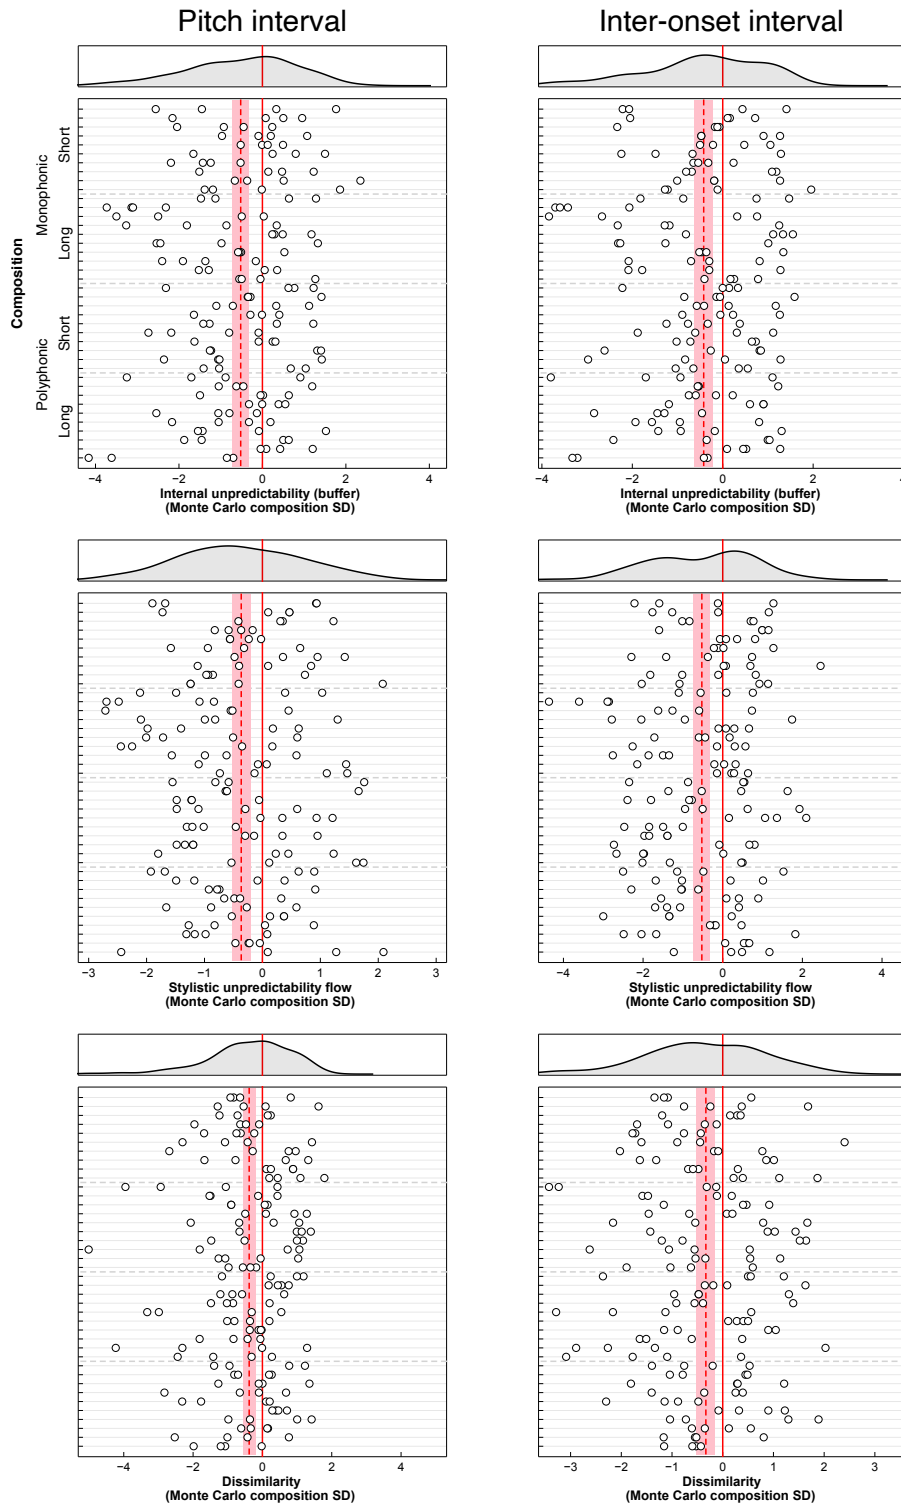 Pitch interval
Inter-onset interval
Composition
Monophonic
Polyphonic
Short
Long
Short
Long
−4 −2 0 2 4
Internal unpredictability (buffer)
(Monte Carlo composition SD)
−4 −2 0 2 4
Internal unpredictability (buffer)
(Monte Carlo composition SD)
−3 −2 −1 0 1 2 3
Stylistic unpredictability flow
(Monte Carlo composition SD)
−4 −2 0 2 4
Stylistic unpredictability flow
(Monte Carlo composition SD)
−4 −2 0 2 4
Dissimilarity
(Monte Carlo composition SD)
−3 −2 −1 0 1 2 3
Dissimilarity
(Monte Carlo composition SD)